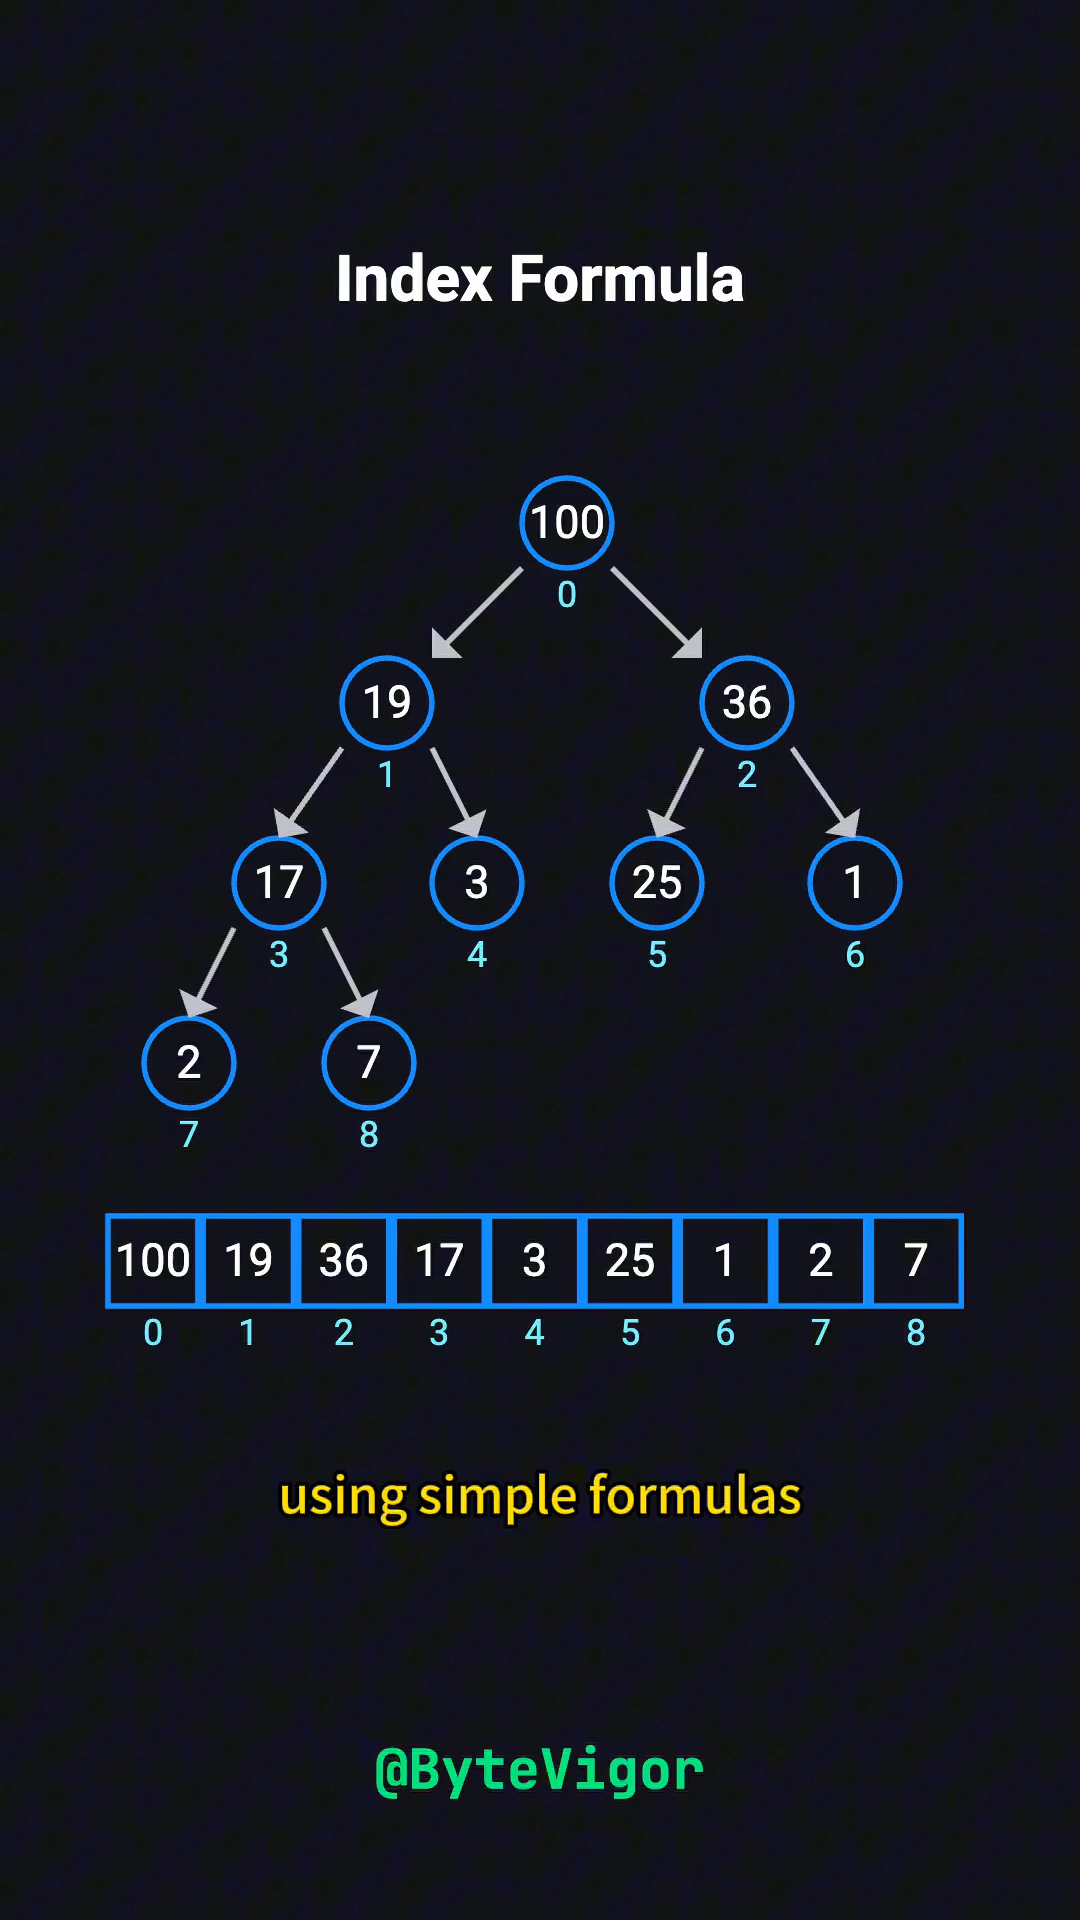 Index Formula
100
0
19 36
1 2
17 3 25 1
3 4 5 6
2 7
7 8
100 19 36 17 3 25 1 2 7
0 1 2 3 4 5 6 7 8
using simple formulas
@ByteVigor